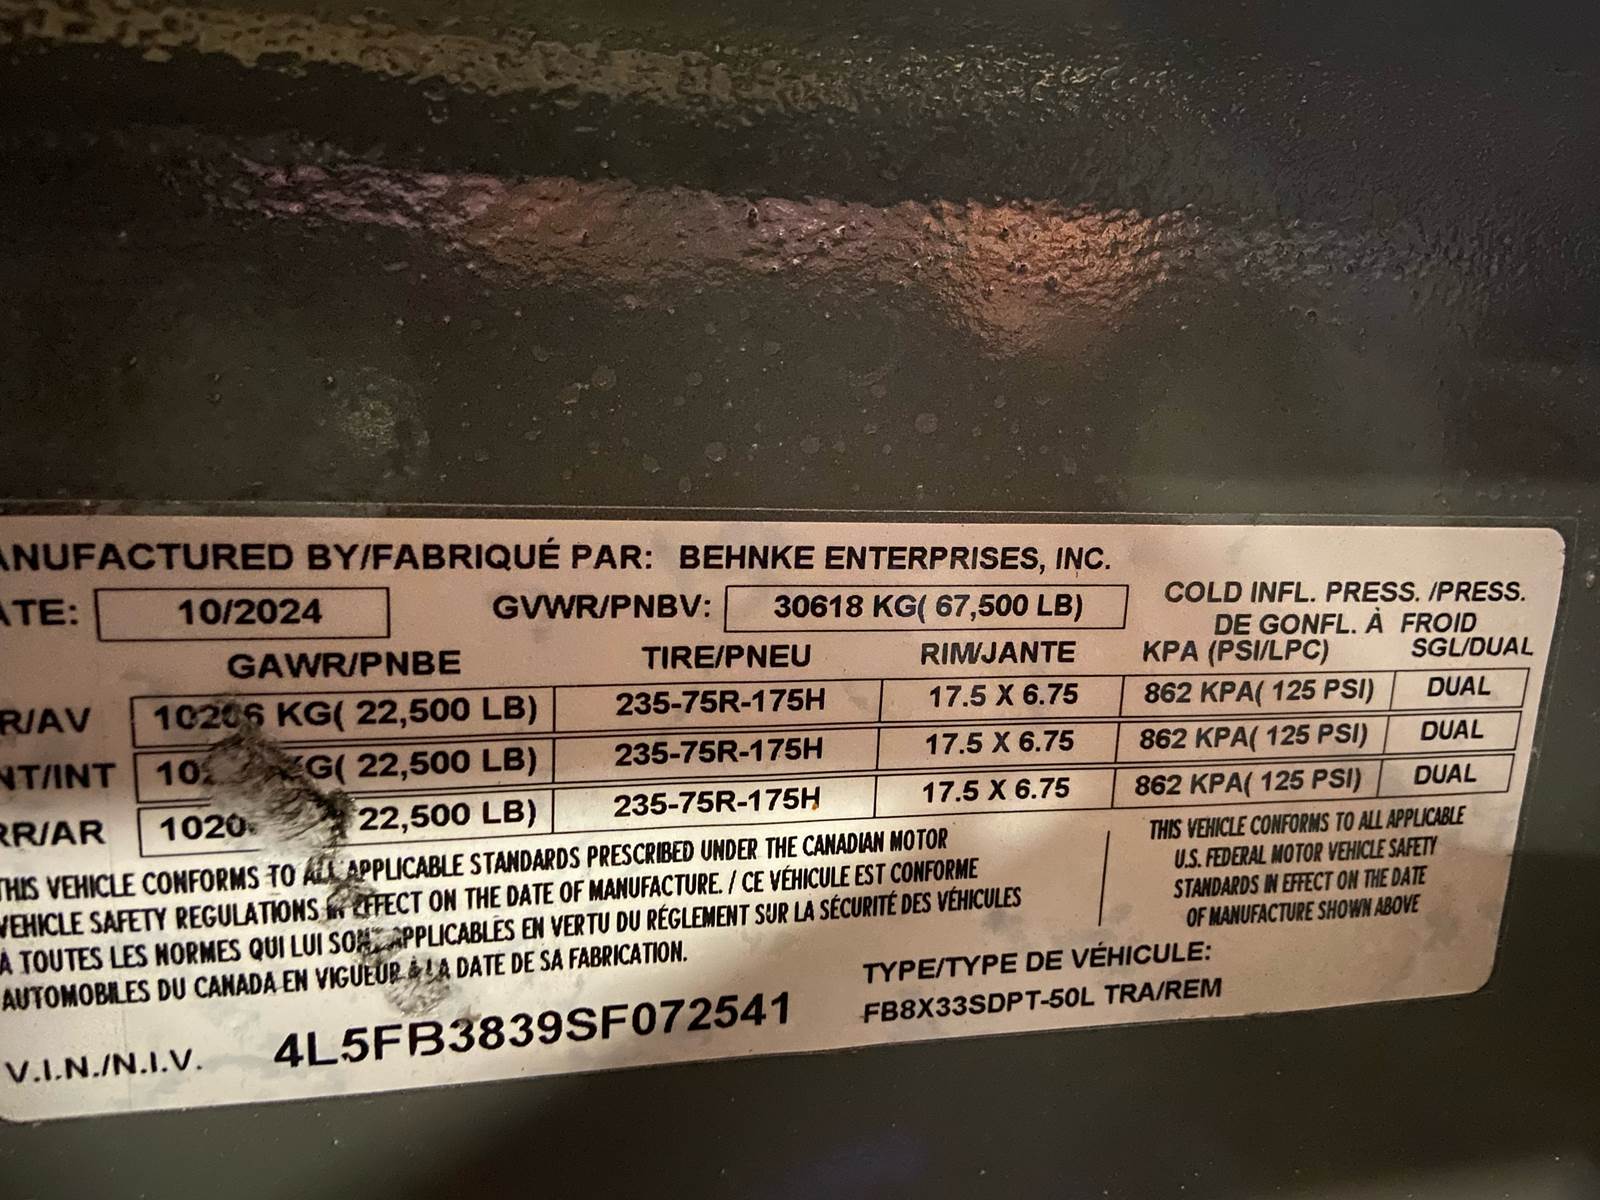 ANUFACTURED BY/FABRIQUÉ PAR: BEHNKE ENTERPRISES, INC.
ATE: 10/2024 GVWR/PNBV: 30618 KG( 67,500 LB)
COLD INFL. PRESS. /PRESS.
DE GONFL. À FROID
GAWR/PNBE TIRE/PNEU RIM/JANTE KPA (PSI/LPC) SGL/DUAL
R/AV 10206 KG( 22,500 LB) 235-75R-175H 17.5 X 6.75 862 KPA( 125 PSI) DUAL
NT/INT KG( 22,500 LB) 235-75R-175H 17.5 X 6.75 862 KPA( 125 PSI) DUAL
RR/AR 22,500 LB) 235-75R-175H 17.5 X 6.75 862 KPA( 125 PSI) DUAL
THIS VEHICLE CONFORMS TO ALL APPLICABLE STANDARDS PRESCRIBED UNDER THE CANADIAN MOTOR
VEHICLE SAFETY REGULATIONS IN EFFECT ON THE DATE OF MANUFACTURE. / CE VÉHICULE EST CONFORME
A TOUTES LES NORMES QUI LUI SONT APPLICABLES EN VERTU DU RÉGLEMENT SUR LA SÉCURITÉ DES VÉHICULES
AUTOMOBILES DU CANADA EN VIGUEUR À LA DATE DE SA FABRICATION.
THIS VEHICLE CONFORMS TO ALL APPLICABLE
U.S. FEDERAL MOTOR VEHICLE SAFETY
STANDARDS IN EFFECT ON THE DATE
OF MANUFACTURE SHOWN ABOVE
V.I.N./N.I.V. 4L5FB3839SF072541
TYPE/TYPE DE VÉHICULE:
FB8X33SDPT-50L TRA/REM